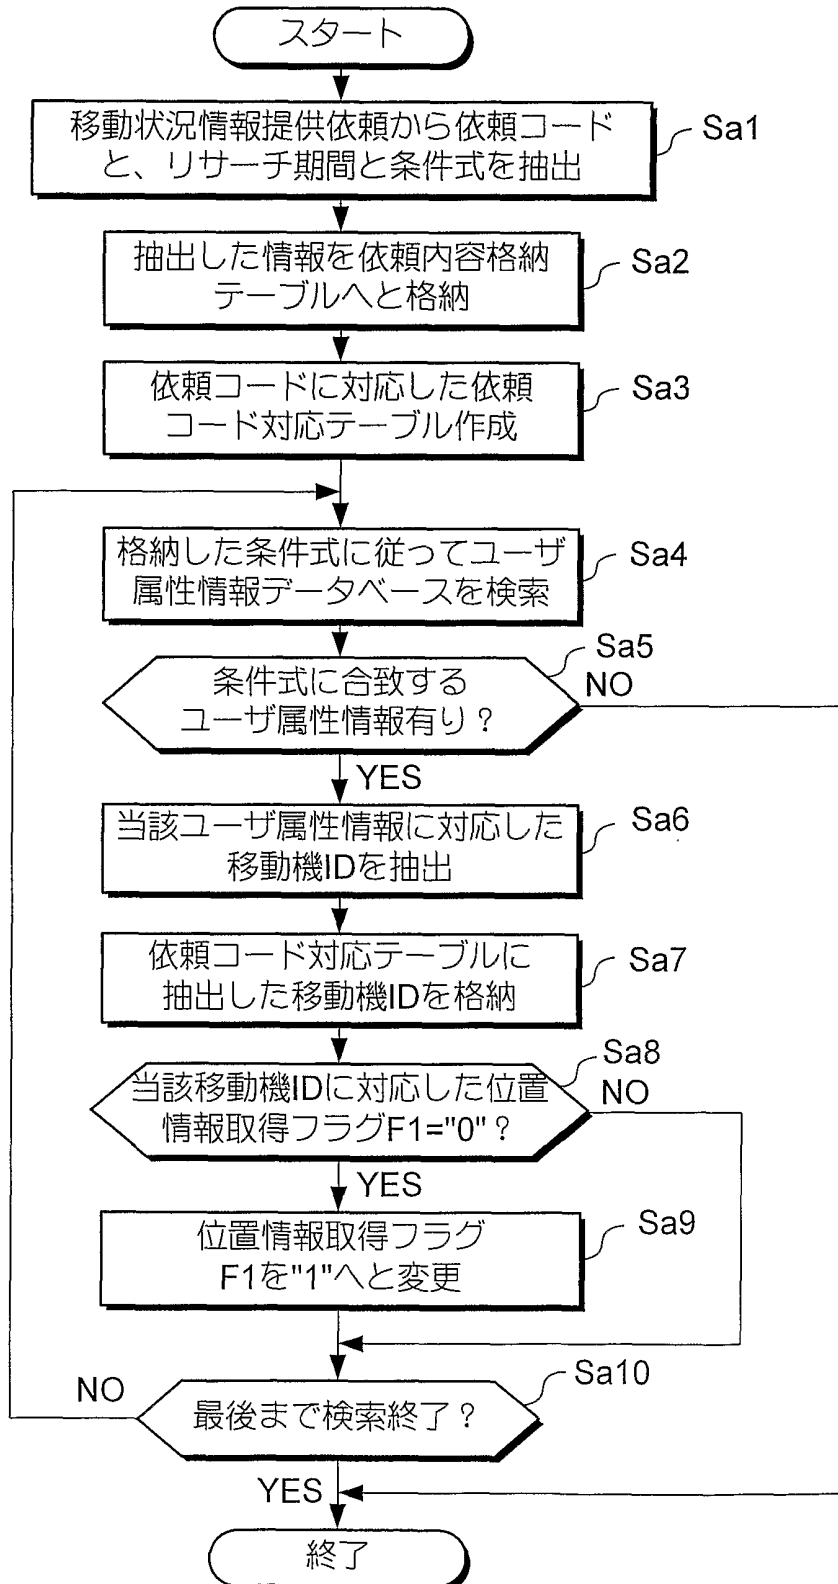 スタート
移動状況情報提供依頼から依頼コード
と、リサーチ期間と条件式を抽出
Sa1
抽出した情報を依頼内容格納
テーブルへと格納
Sa2
依頼コードに対応した依頼
コード対応テーブル作成
Sa3
格納した条件式に従ってユーザ
属性情報データベースを検索
Sa4
条件式に合致する
ユーザ属性情報有り？
Sa5
NO
YES
当該ユーザ属性情報に対応した
移動機IDを抽出
Sa6
依頼コード対応テーブルに
抽出した移動機IDを格納
Sa7
当該移動機IDに対応した位置
情報取得フラグF1="0"？
Sa8
NO
YES
位置情報取得フラグ
F1を"1"へと変更
Sa9
最後まで検索終了？
Sa10
NO
YES
終了